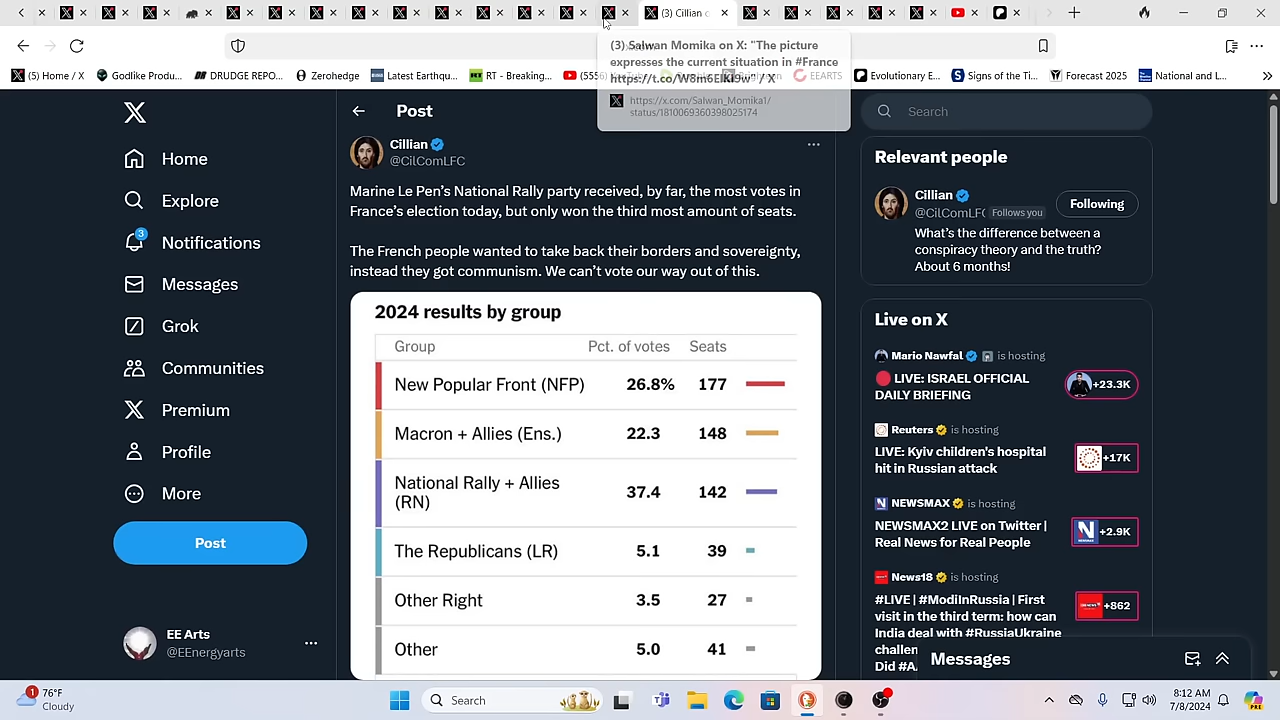 (3) Cillian
(5) Home / X
Godlike Produc...
DRUDGE REPO...
Zerohedge
Latest Earthqu...
RT - Breaking...
EEARTS
Evolutionary E...
Signs of the Ti...
Forecast 2025
National and L...
(3) Salwan Momika on X: "The picture
expresses the current situation in #France
https://x.com/Salwan_Momika1/
status/1810069360398025174
Home
Explore
3
Notifications
Messages
Grok
Communities
Premium
Profile
More
Post
EE Arts
@EEnergyarts
Post
Cillian
@CilComLFC
Marine Le Pen’s National Rally party received, by far, the most votes in
France’s election today, but only won the third most amount of seats.
The French people wanted to take back their borders and sovereignty,
instead they got communism. We can’t vote our way out of this.
2024 results by group
Group Pct. of votes Seats
New Popular Front (NFP) 26.8% 177
Macron + Allies (Ens.) 22.3 148
National Rally + Allies
(RN) 37.4 142
The Republicans (LR) 5.1 39
Other Right 3.5 27
Other 5.0 41
Search
Relevant people
Cillian
@CilComLF
Follows you
Following
What’s the difference between a
conspiracy theory and the truth?
About 6 months!
Live on X
Mario Nawfal is hosting
LIVE: ISRAEL OFFICIAL
DAILY BRIEFING
+23.3K
Reuters is hosting
LIVE: Kyiv children’s hospital
hit in Russian attack
+17K
NEWSMAX is hosting
NEWSMAX2 LIVE on Twitter |
Real News for Real People
+2.9K
News18 is hosting
#LIVE | #ModiInRussia | First
visit in the third term: how can
India deal with #RussiaUkraine
challen
Did #A
+862
Messages
1
76°F
Cloudy
Search
8:12 AM
7/8/2024
PRE